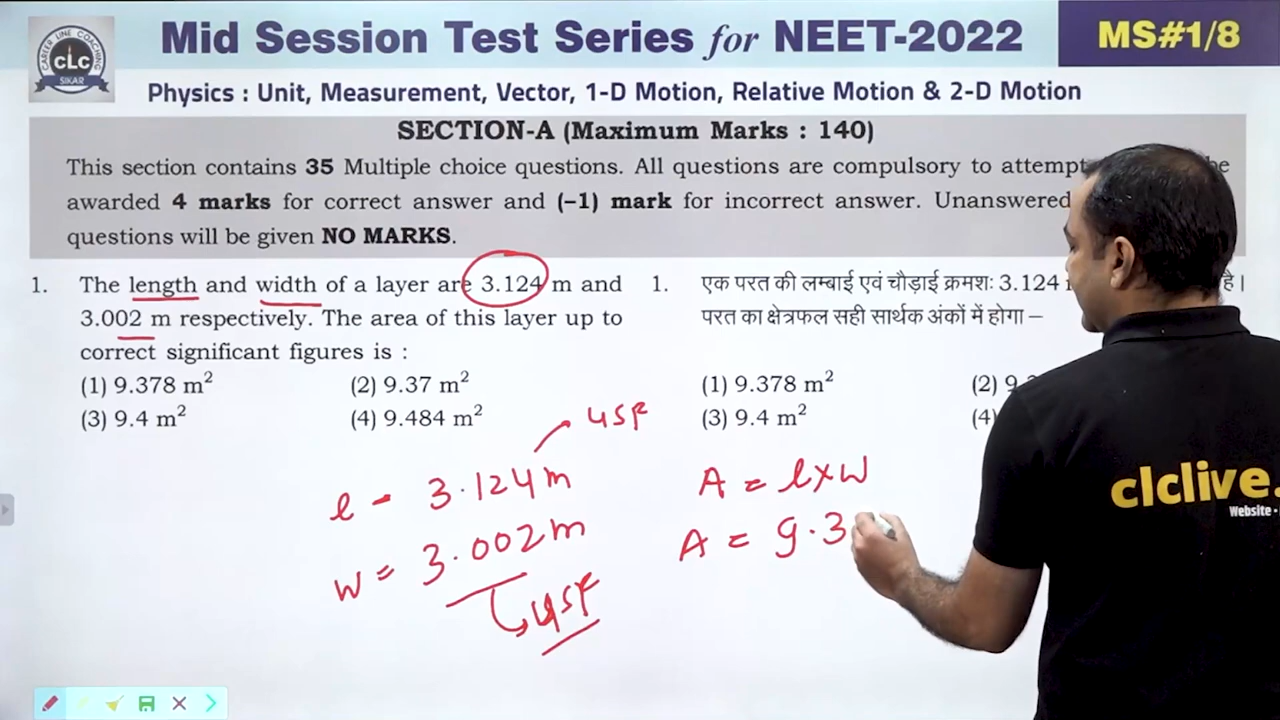 CAREER LINE COACHING
CLC
SIKAR
Mid Session Test Series for NEET-2022
MS#1/8
Physics : Unit, Measurement, Vector, 1-D Motion, Relative Motion & 2-D Motion
SECTION-A (Maximum Marks : 140)
This section contains 35 Multiple choice questions. All questions are compulsory to attempt
awarded 4 marks for correct answer and (–1) mark for incorrect answer. Unanswered
questions will be given NO MARKS.
1. The length and width of a layer are 3.124 m and
3.002 m respectively. The area of this layer up to
correct significant figures is :
(1) 9.378 m² (2) 9.37 m²
(3) 9.4 m² (4) 9.484 m²
1. एक परत की लम्बाई एवं चौड़ाई क्रमशः 3.124 है।
परत का क्षेत्रफल सही सार्थक अंकों में होगा –
(1) 9.378 m² (2)
(3) 9.4 m² (4)
4SF
l - 3.124m
w = 3.002m
4SF
A = l×w
A = 9.3
clclive.
Website -